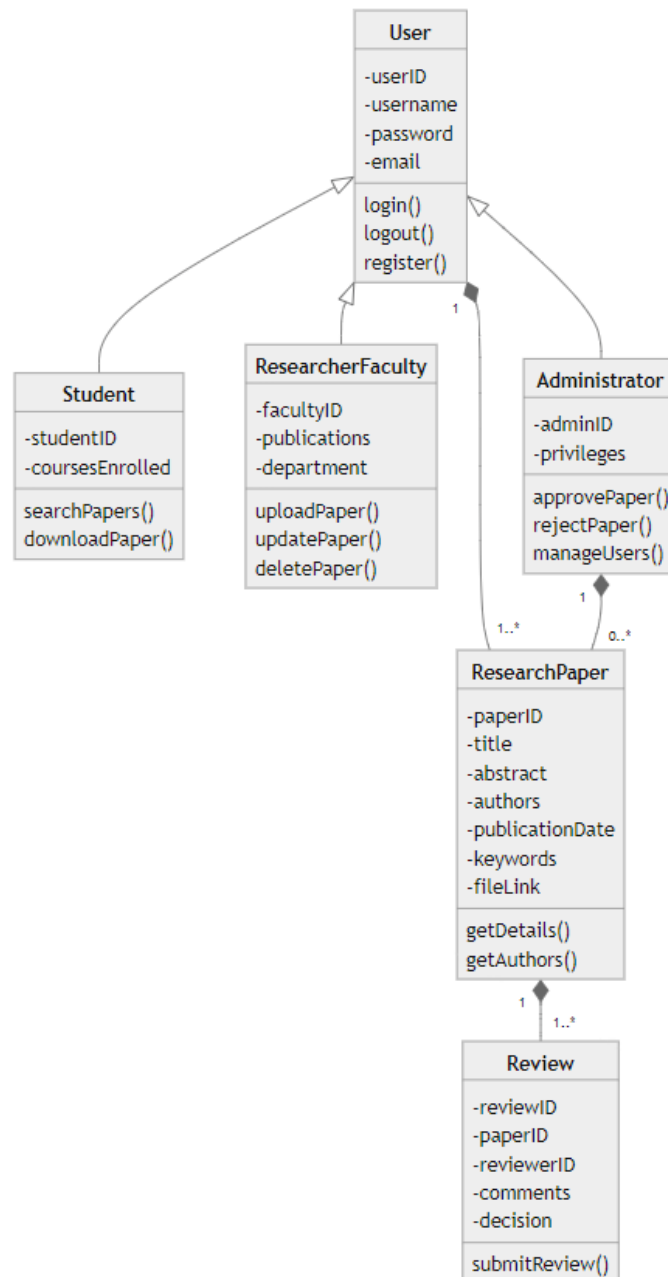 User
-userID
-username
-password
-email
login()
logout()
register()
1
Student
-studentID
-coursesEnrolled
searchPapers()
downloadPaper()
ResearcherFaculty
-facultyID
-publications
-department
uploadPaper()
updatePaper()
deletePaper()
Administrator
-adminID
-privileges
approvePaper()
rejectPaper()
manageUsers()
1
1..*
0..*
ResearchPaper
-paperID
-title
-abstract
-authors
-publicationDate
-keywords
-fileLink
getDetails()
getAuthors()
1
1..*
Review
-reviewID
-paperID
-reviewerID
-comments
-decision
submitReview()